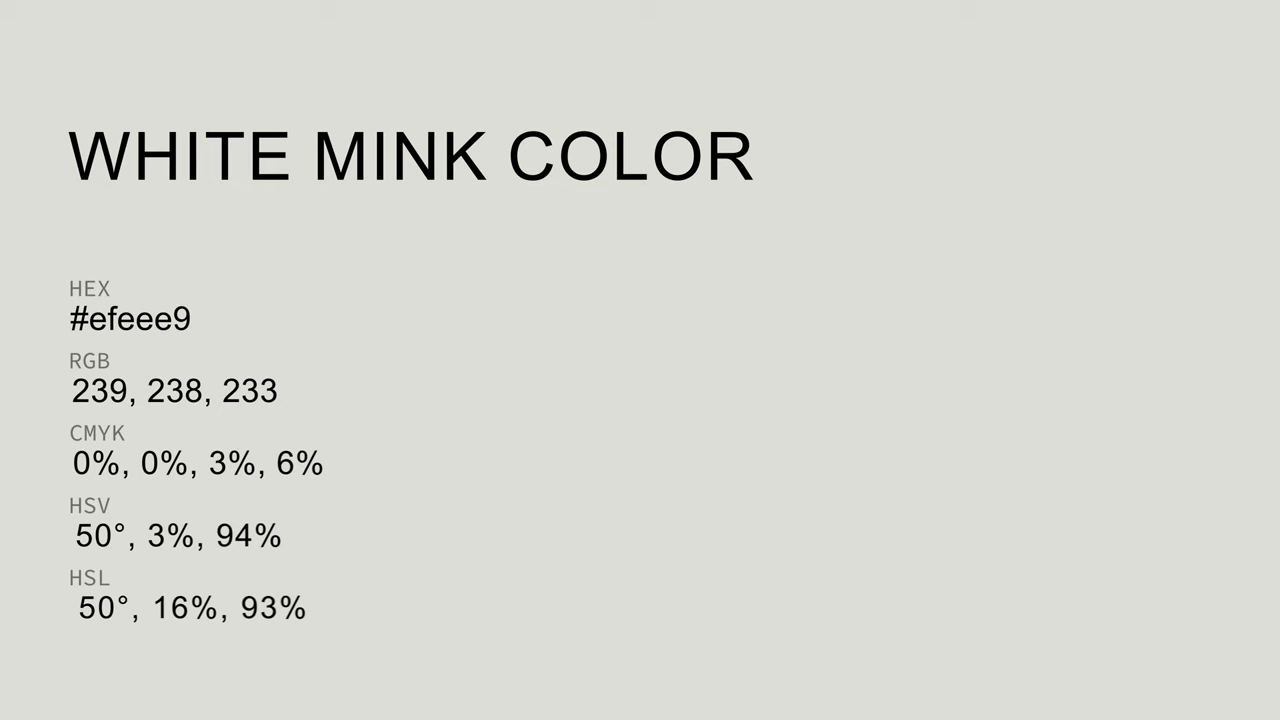 WHITE MINK COLOR
HEX
#efeee9
RGB
239, 238, 233
CMYK
0%, 0%, 3%, 6%
HSV
50°, 3%, 94%
HSL
50°, 16%, 93%